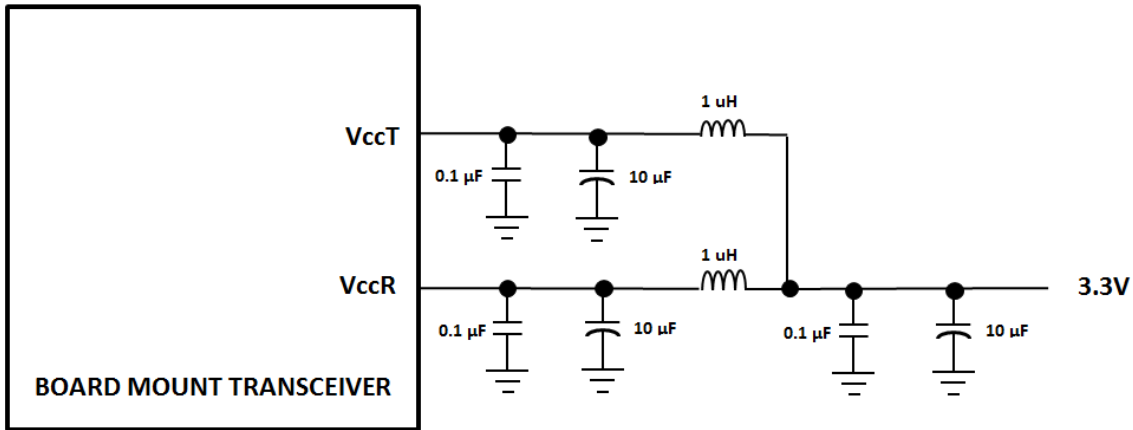 1 uH
VccT
0.1 µF
10 µF
1 uH
VccR
3.3V
0.1 µF
10 µF
0.1 µF
10 µF
BOARD MOUNT TRANSCEIVER